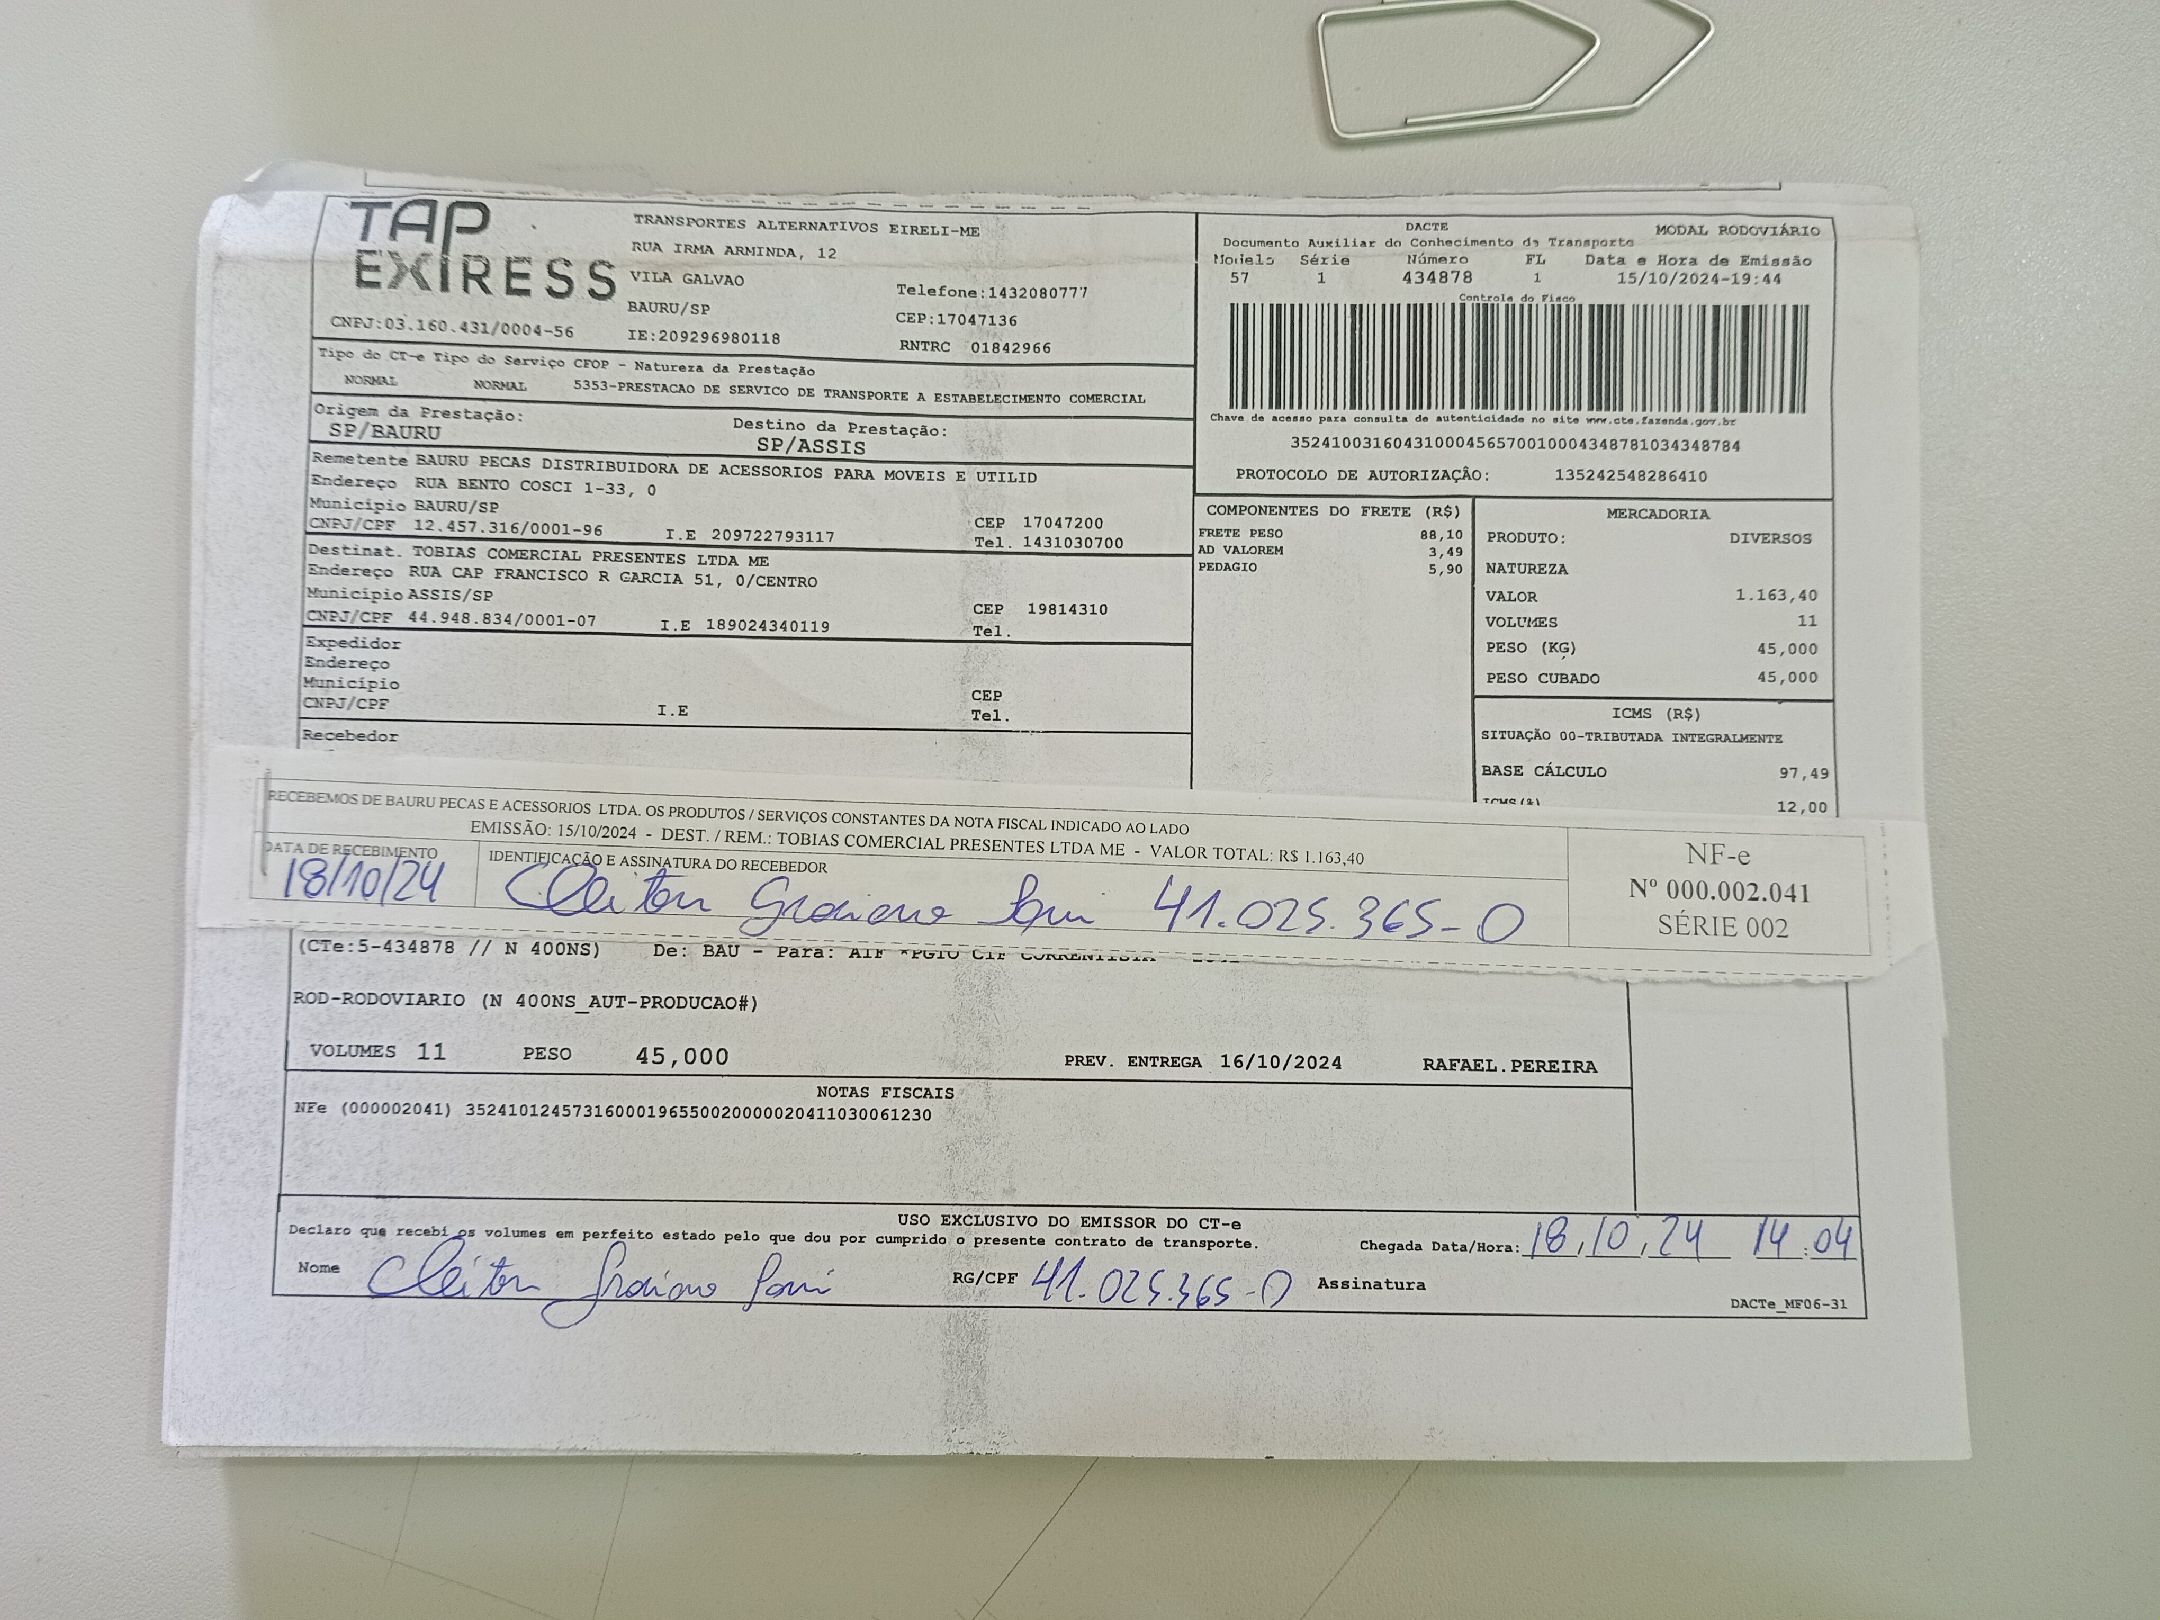 TAP
EXIRESS
CNPJ:03.160.431/0004-56
TRANSPORTES ALTERNATIVOS EIRELI-ME
RUA IRMA ARMINDA, 12
VILA GALVAO
BAURU/SP
IE:209296980118
Telefone:1432080777
CEP:17047136
RNTRC 01842966
DACTE MODAL RODOVIÁRIO
Documento Auxiliar do Conhecimento de Transporte
Modelo Série Número FL Data e Hora de Emissão
57 1 434878 1 15/10/2024-19:44
Controle do Fisco
Chave de acesso para consulta de autenticidade no site www.cte.fazenda.gov.br
35241003160431000456570010004348781034348784
PROTOCOLO DE AUTORIZAÇÃO: 135242548286410
Tipo do CT-e Tipo do Serviço CFOP - Natureza da Prestação
NORMAL NORMAL 5353-PRESTACAO DE SERVICO DE TRANSPORTE A ESTABELECIMENTO COMERCIAL
Origem da Prestação: Destino da Prestação:
SP/BAURU SP/ASSIS
Remetente BAURU PECAS DISTRIBUIDORA DE ACESSORIOS PARA MOVEIS E UTILID
Endereço RUA BENTO COSCI 1-33, 0
Município BAURU/SP CEP 17047200
CNPJ/CPF 12.457.316/0001-96 I.E 209722793117 Tel. 1431030700
Destinat. TOBIAS COMERCIAL PRESENTES LTDA ME
Endereço RUA CAP FRANCISCO R GARCIA 51, 0/CENTRO
Município ASSIS/SP CEP 19814310
CNPJ/CPF 44.948.834/0001-07 I.E 189024340119 Tel.
Expedidor
Endereço
Município CEP
CNPJ/CPF I.E Tel.
Recebedor
COMPONENTES DO FRETE (R$)
FRETE PESO 88,10
AD VALOREM 3,49
PEDAGIO 5,90
MERCADORIA
PRODUTO: DIVERSOS
NATUREZA
VALOR 1.163,40
VOLUMES 11
PESO (KG) 45,000
PESO CUBADO 45,000
ICMS (R$)
SITUAÇÃO 00-TRIBUTADA INTEGRALMENTE
BASE CÁLCULO 97,49
ICMS(%) 12,00
RECEBEMOS DE BAURU PECAS E ACESSORIOS LTDA. OS PRODUTOS / SERVIÇOS CONSTANTES DA NOTA FISCAL INDICADO AO LADO
EMISSÃO: 15/10/2024 - DEST. / REM.: TOBIAS COMERCIAL PRESENTES LTDA ME - VALOR TOTAL: R$ 1.163,40
DATA DE RECEBIMENTO IDENTIFICAÇÃO E ASSINATURA DO RECEBEDOR
18/10/24 Cleiton 41.025.365-0
NF-e
Nº 000.002.041
SÉRIE 002
(CTe:5-434878 // N 400NS) De: BAU - Para: AIF *PGTO CIF CORRENTISTA
ROD-RODOVIARIO (N 400NS_AUT-PRODUCAO#)
VOLUMES 11 PESO 45,000 PREV. ENTREGA 16/10/2024 RAFAEL.PEREIRA
NOTAS FISCAIS
NFe (000002041) 35241012457316000196550020000020411030061230
USO EXCLUSIVO DO EMISSOR DO CT-e
Declaro que recebi os volumes em perfeito estado pelo que dou por cumprido o presente contrato de transporte. Chegada Data/Hora: 18,10,24 14:04
Nome Cleiton RG/CPF 41.025.365-0 Assinatura
DACTe_MF06-31